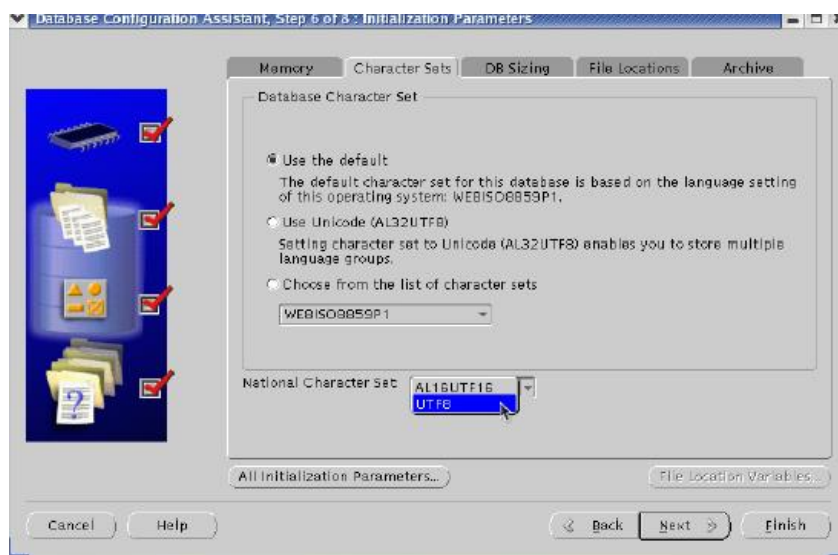 Database Configuration Assistant, Step 6 of 8 : Initialization Parameters
Memory Character Sets DB Sizing File Locations Archive
Database Character Set
Use the default
The default character set for this database is based on the language setting
of this operating system: WE8ISO8859P1.
Use Unicode (AL32UTF8)
Setting character set to Unicode (AL32UTF8) enables you to store multiple
language groups.
Choose from the list of character sets
WE8ISO8859P1
National Character Set: AL16UTF16
UTF8
All Initialization Parameters... File Location Variables...
Cancel Help Back Next Finish